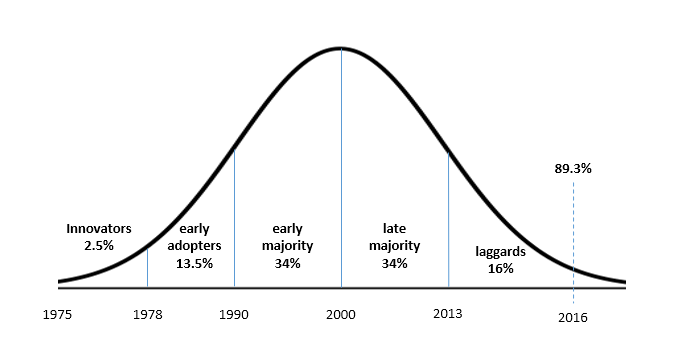 89.3%
Innovators
2.5%
early
adopters
13.5%
early
majority
34%
late
majority
34%
laggards
16%
1975
1978
1990
2000
2013
2016